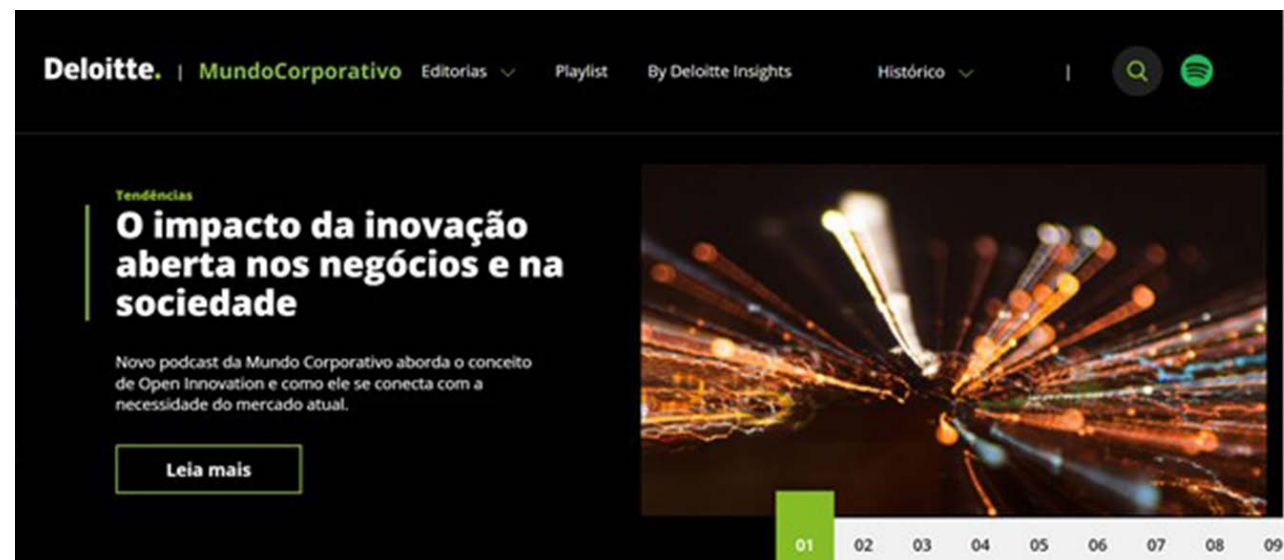 Deloitte. | MundoCorporativo Editorias Playlist By Deloitte Insights Histórico |
Tendências
O impacto da inovação
aberta nos negócios e na
sociedade
Novo podcast da Mundo Corporativo aborda o conceito
de Open Innovation e como ele se conecta com a
necessidade do mercado atual.
Leia mais
01 02 03 04 05 06 07 08 09